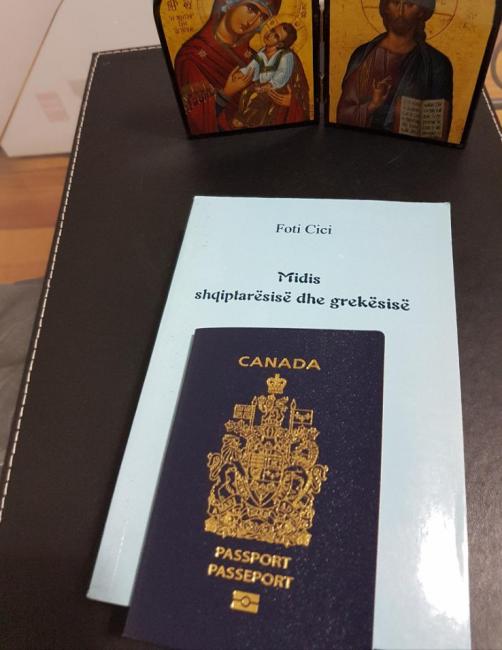 Foti Cici
Midis
shqiptarësisë dhe grekësisë
CANADA
PASSPORT
PASSEPORT